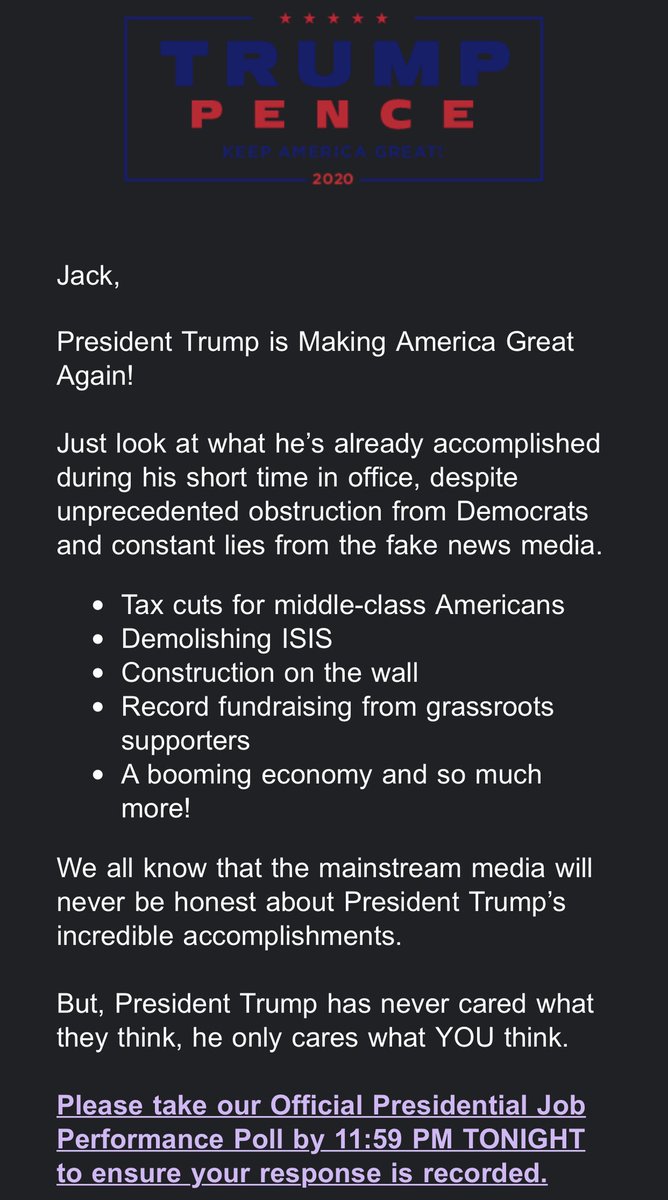 TRUMP
PENCE
KEEP AMERICA GREAT!
2020
Jack,
President Trump is Making America Great
Again!
Just look at what he’s already accomplished
during his short time in office, despite
unprecedented obstruction from Democrats
and constant lies from the fake news media.
• Tax cuts for middle-class Americans
• Demolishing ISIS
• Construction on the wall
• Record fundraising from grassroots
supporters
• A booming economy and so much
more!
We all know that the mainstream media will
never be honest about President Trump’s
incredible accomplishments.
But, President Trump has never cared what
they think, he only cares what YOU think.
Please take our Official Presidential Job
Performance Poll by 11:59 PM TONIGHT
to ensure your response is recorded.